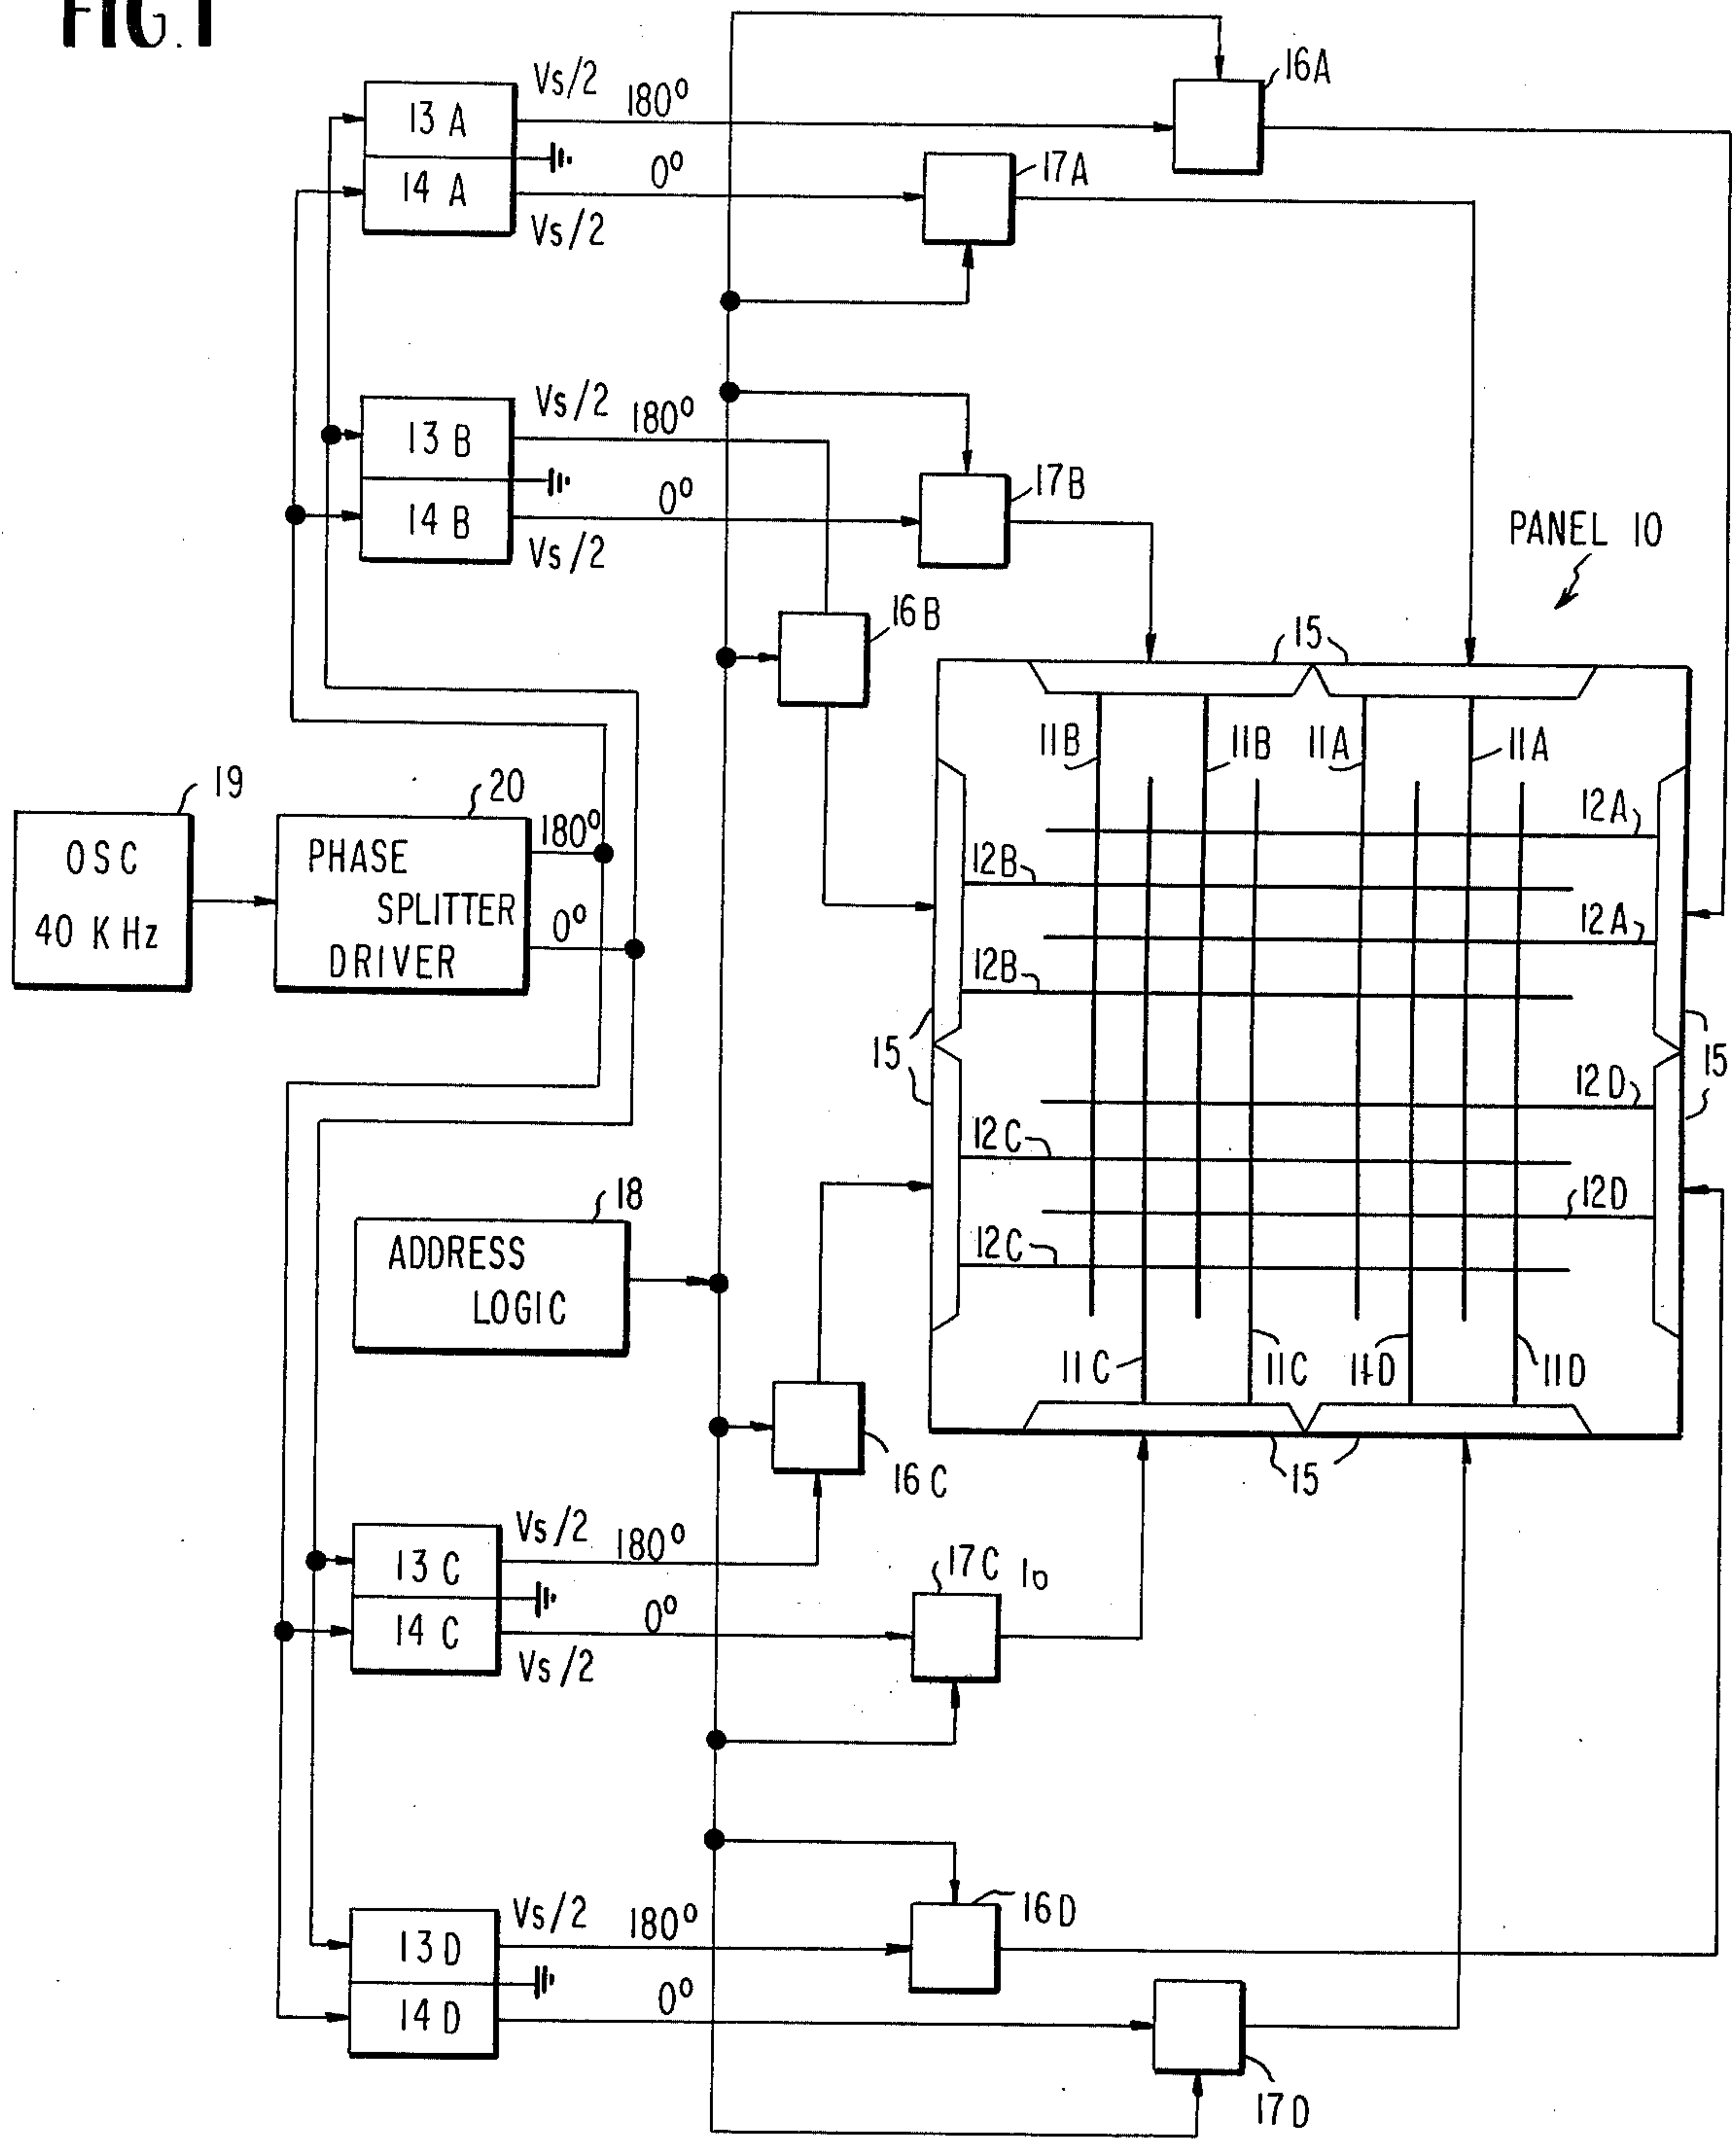 FIG. 1
16A
Vs/2
180°
13 A
17A
0°
14 A
Vs/2
Vs/2
180°
13 B
17B
0°
14 B
Vs/2
PANEL 10
16B
15
11B
11B
11A
11A
19
20
12A
OSC
40 KHz
PHASE
SPLITTER
DRIVER
180°
0°
12B
12A
12B
15
15
12D
12C
18
12D
ADDRESS
LOGIC
12C
11C
11C
11D
11D
16C
15
Vs/2
180°
13 C
17C
10
0°
14 C
Vs/2
Vs/2
180°
16D
13D
0°
14D
17D